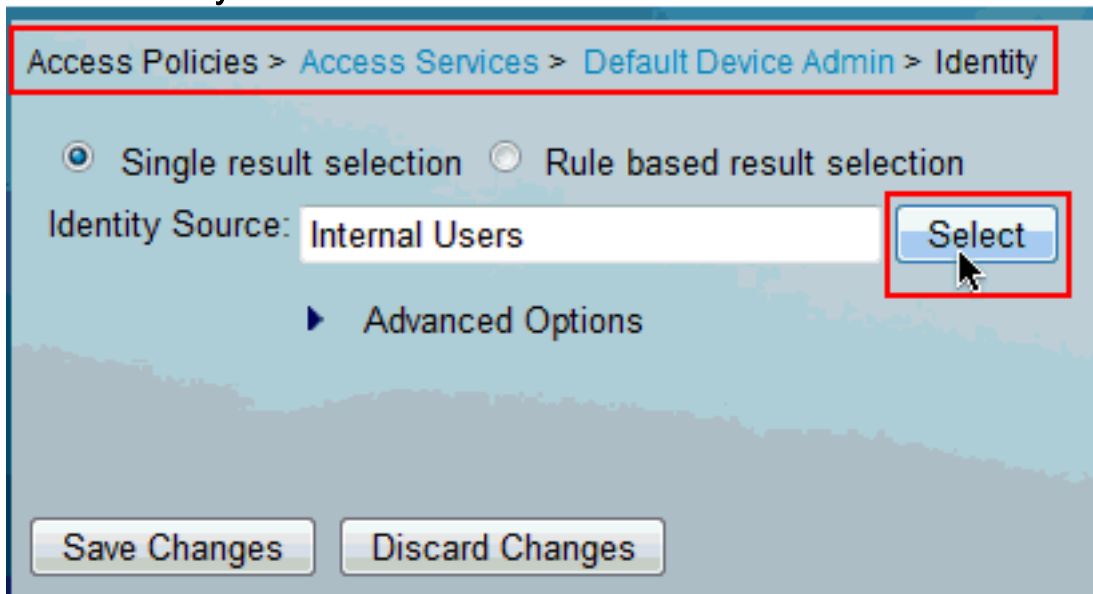 Access Policies > Access Services > Default Device Admin > Identity
Single result selection Rule based result selection
Identity Source: Internal Users Select
Advanced Options
Save Changes Discard Changes